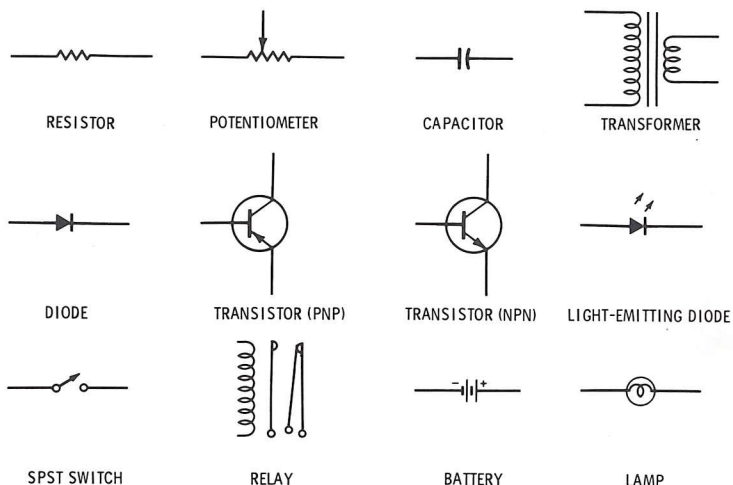 RESISTOR
POTENTIOMETER
CAPACITOR
TRANSFORMER
DIODE
TRANSISTOR (PNP)
TRANSISTOR (NPN)
LIGHT-EMITTING DIODE
- +
SPST SWITCH
RELAY
BATTERY
LAMP